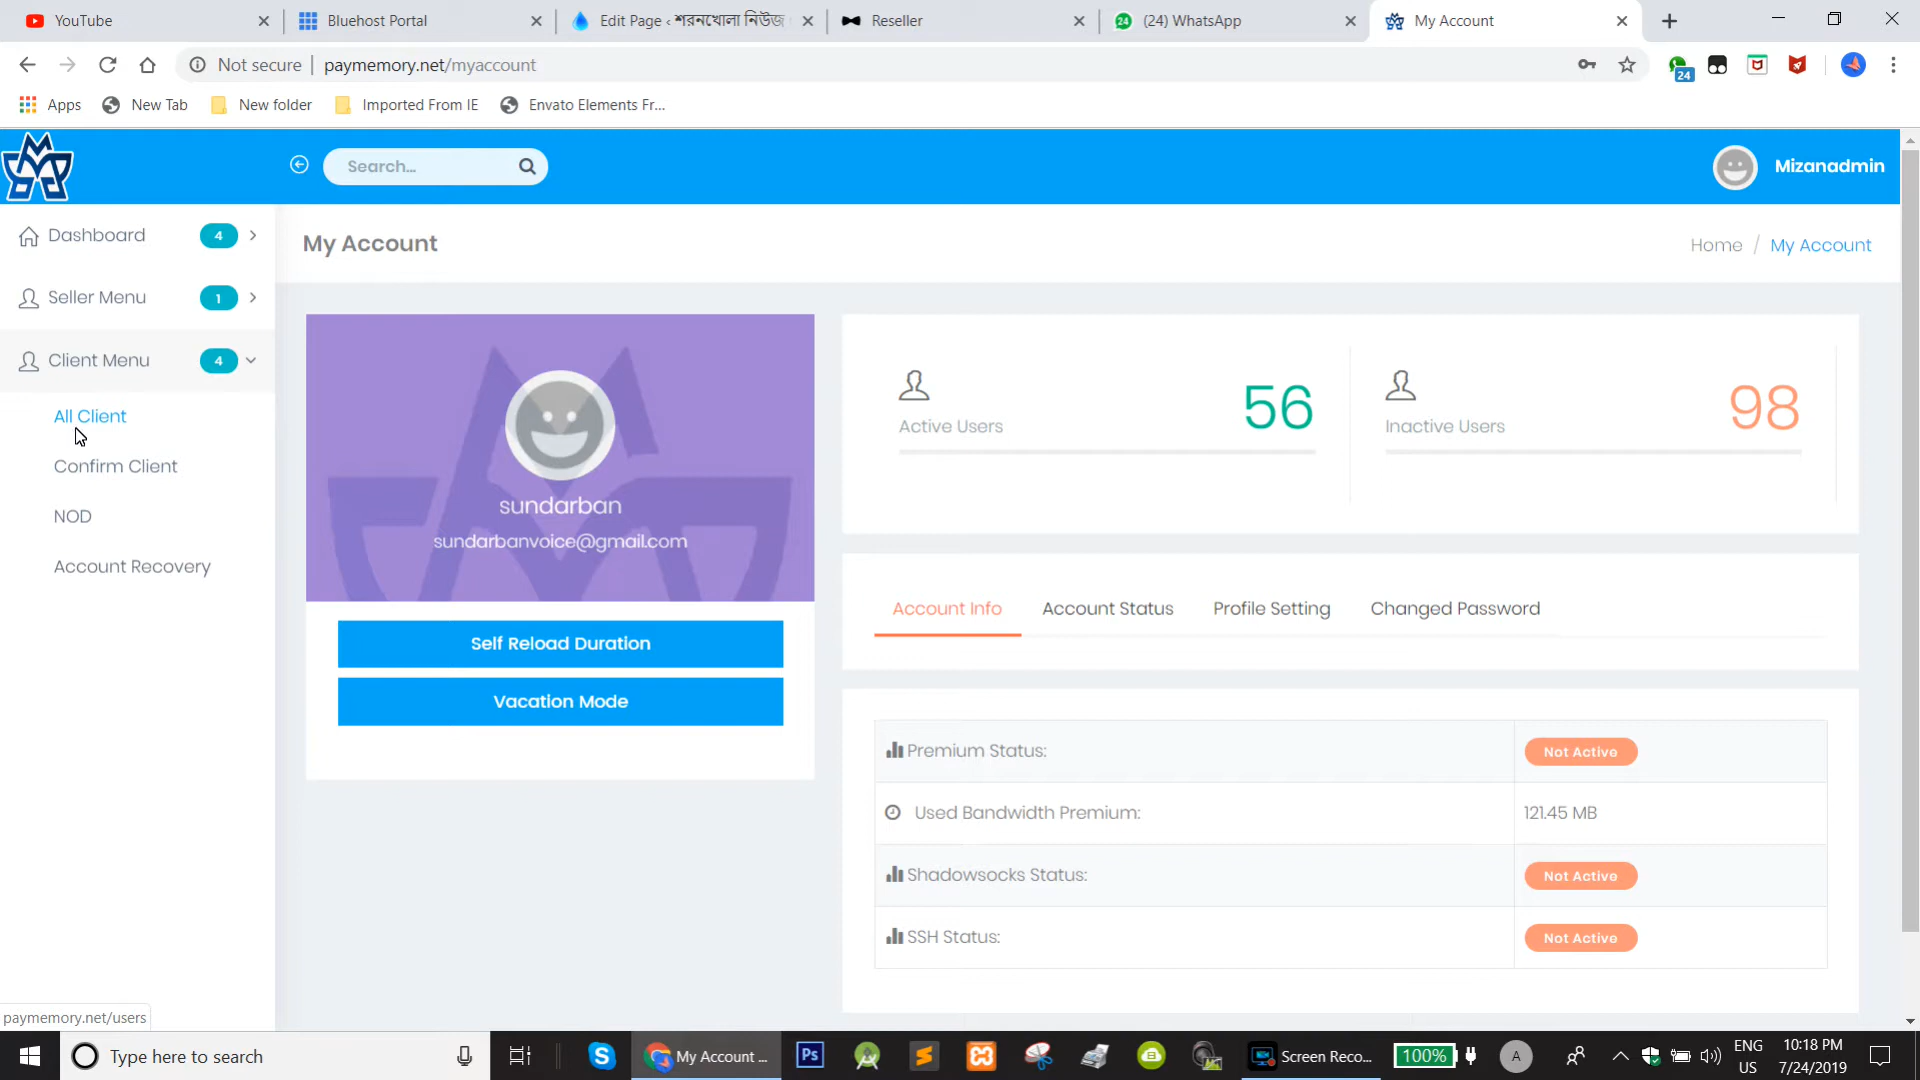 YouTube
Bluehost Portal
Edit Page ‹ শরনখোলা নিউজ
Reseller
(24) WhatsApp
My Account
Not secure
paymemory.net/myaccount
24
Apps
New Tab
New folder
Imported From IE
Envato Elements Fr...
Search...
Mizanadmin
Dashboard
4
Seller Menu
1
Client Menu
4
All Client
Confirm Client
NOD
Account Recovery
My Account
Home / My Account
sundarban
sundarbanvoice@gmail.com
Self Reload Duration
Vacation Mode
Active Users
56
Inactive Users
98
Account Info
Account Status
Profile Setting
Changed Password
Premium Status:
Not Active
Used Bandwidth Premium:
121.45 MB
Shadowsocks Status:
Not Active
SSH Status:
Not Active
paymemory.net/users
Type here to search
My Account ...
Ps
Screen Reco...
100%
A
ENG
US
10:18 PM
7/24/2019